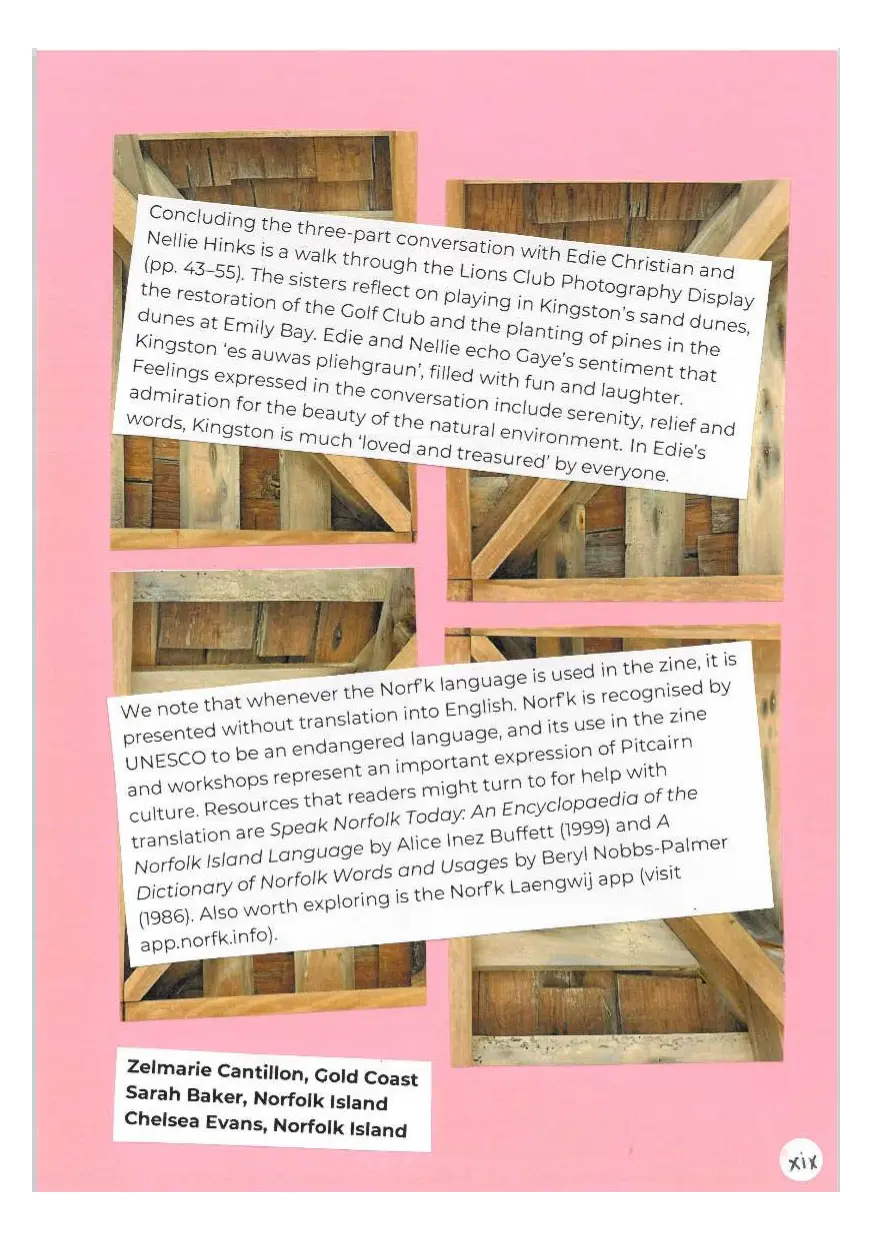 Concluding the three-part conversation with Edie Christian and
Nellie Hinks is a walk through the Lions Club Photography Display
(pp. 43–55). The sisters reflect on playing in Kingston's sand dunes,
the restoration of the Golf Club and the planting of pines in the
dunes at Emily Bay. Edie and Nellie echo Gaye's sentiment that
Kingston 'es auwas pliehgraun', filled with fun and laughter.
Feelings expressed in the conversation include serenity, relief and
admiration for the beauty of the natural environment. In Edie's
words, Kingston is much 'loved and treasured' by everyone.
We note that whenever the Norf'k language is used in the zine, it is
presented without translation into English. Norf'k is recognised by
UNESCO to be an endangered language, and its use in the zine
and workshops represent an important expression of Pitcairn
culture. Resources that readers might turn to for help with
translation are Speak Norfolk Today: An Encyclopaedia of the
Norfolk Island Language by Alice Inez Buffett (1999) and A
Dictionary of Norfolk Words and Usages by Beryl Nobbs-Palmer
(1986). Also worth exploring is the Norf'k Laengwij app (visit
app.norfk.info).
Zelmarie Cantillon, Gold Coast
Sarah Baker, Norfolk Island
Chelsea Evans, Norfolk Island
xix